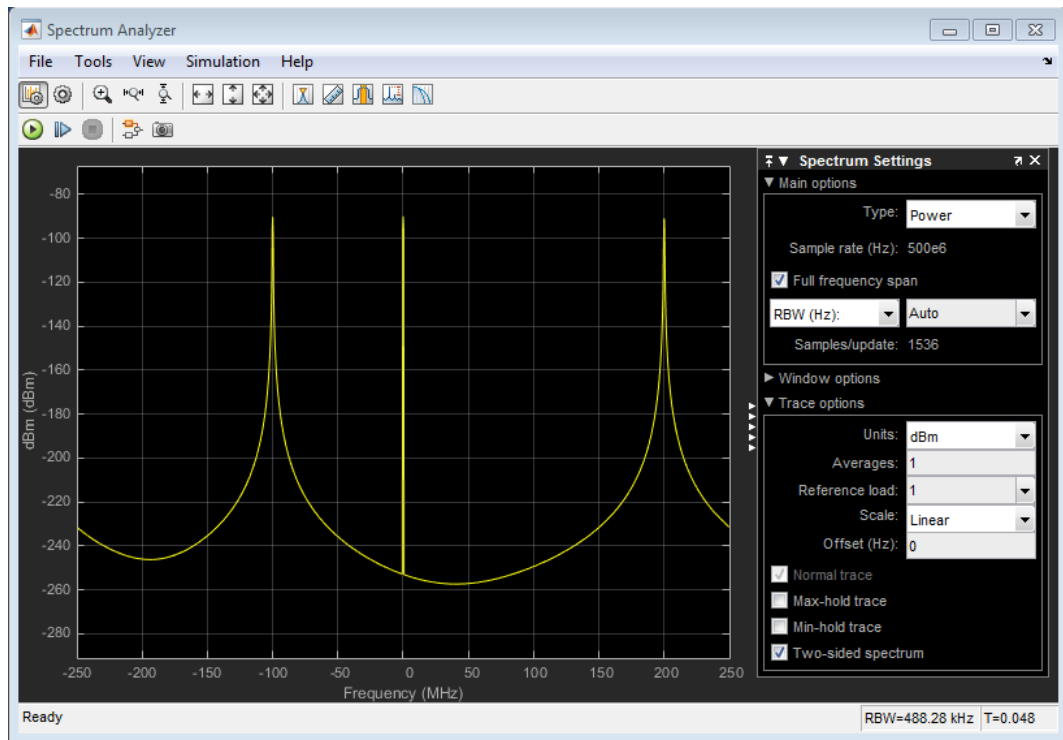 Spectrum Analyzer
File Tools View Simulation Help
Spectrum Settings
Main options
Type: Power
Sample rate (Hz): 500e6
Full frequency span
RBW (Hz): Auto
Samples/update: 1536
Window options
Trace options
Units: dBm
Averages: 1
Reference load: 1
Scale: Linear
Offset (Hz): 0
Normal trace
Max-hold trace
Min-hold trace
Two-sided spectrum
dBm (dBm)
-80
-100
-120
-140
-160
-180
-200
-220
-240
-260
-280
-250 -200 -150 -100 -50 0 50 100 150 200 250
Frequency (MHz)
Ready RBW=488.28 kHz T=0.048